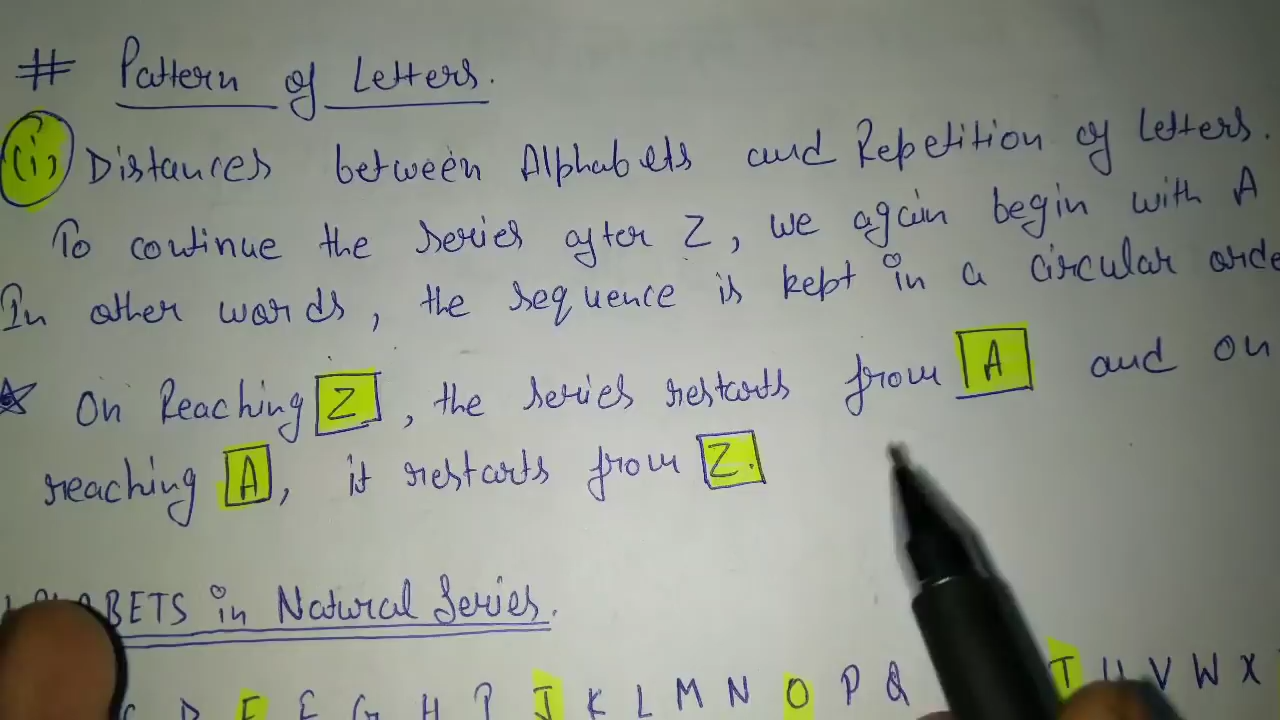 # Pattern of Letters.
(i) Distances between Alphabets and Repetition of Letters.
To continue the series after Z, we again begin with A
In other words, the sequence is kept in a circular orde
☆ On Reaching Z, the series restarts from A and on
reaching A, it restarts from Z.
BETS in Natural Series.
C D E F G H I J K L M N O P Q T U V W X